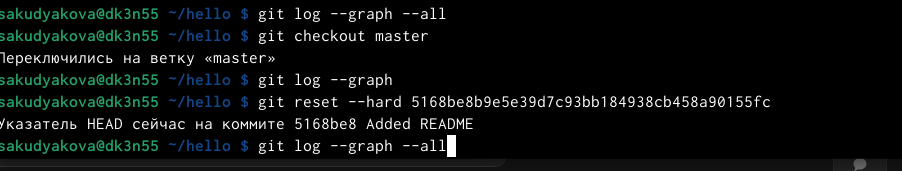 sakudyakova@dk3n55 ~/hello $ git log --graph --all
sakudyakova@dk3n55 ~/hello $ git checkout master
Переключились на ветку «master»
sakudyakova@dk3n55 ~/hello $ git log --graph
sakudyakova@dk3n55 ~/hello $ git reset --hard 5168be8b9e5e39d7c93bb184938cb458a90155fc
Указатель HEAD сейчас на коммите 5168be8 Added README
sakudyakova@dk3n55 ~/hello $ git log --graph --all